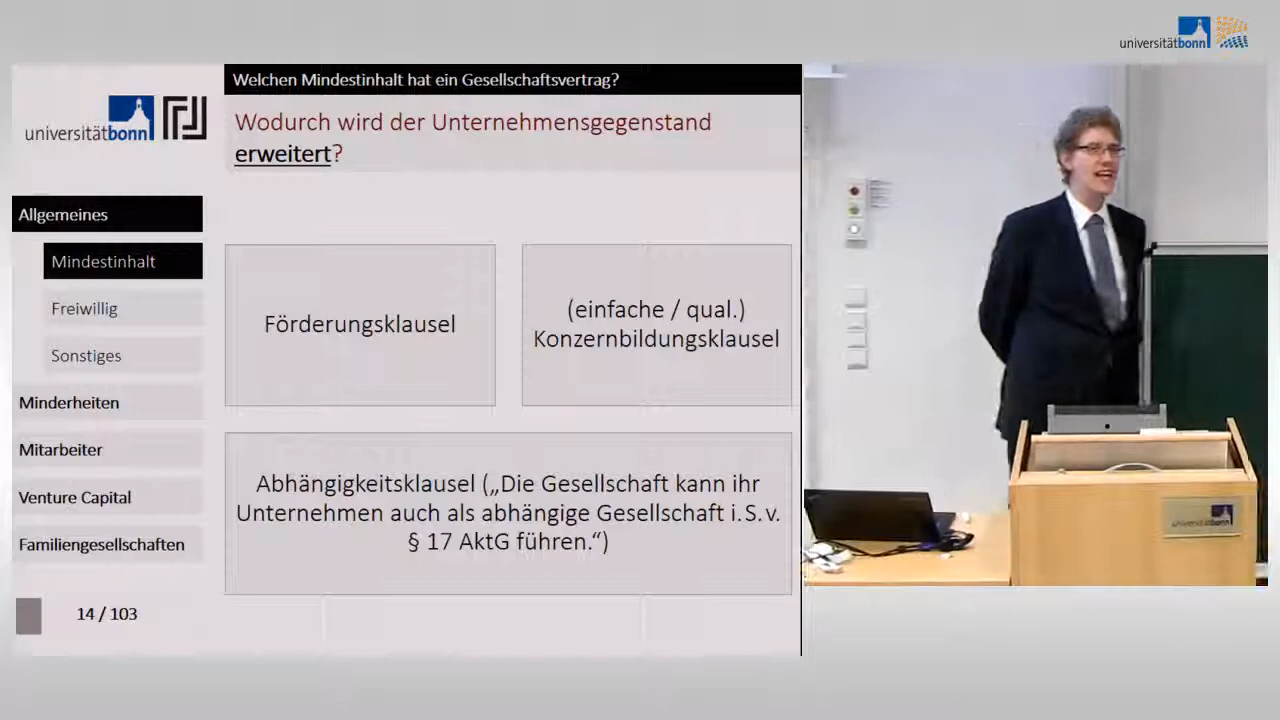 universitätbonn
Welchen Mindestinhalt hat ein Gesellschaftsvertrag?
universitätbonn
Wodurch wird der Unternehmensgegenstand
erweitert?
Allgemeines
Mindestinhalt
Freiwillig
Sonstiges
Minderheiten
Mitarbeiter
Venture Capital
Familiengesellschaften
14 / 103
Förderungsklausel
(einfache / qual.)
Konzernbildungsklausel
Abhängigkeitsklausel („Die Gesellschaft kann ihr
Unternehmen auch als abhängige Gesellschaft i.S.v.
§ 17 AktG führen.“)
universitätbonn